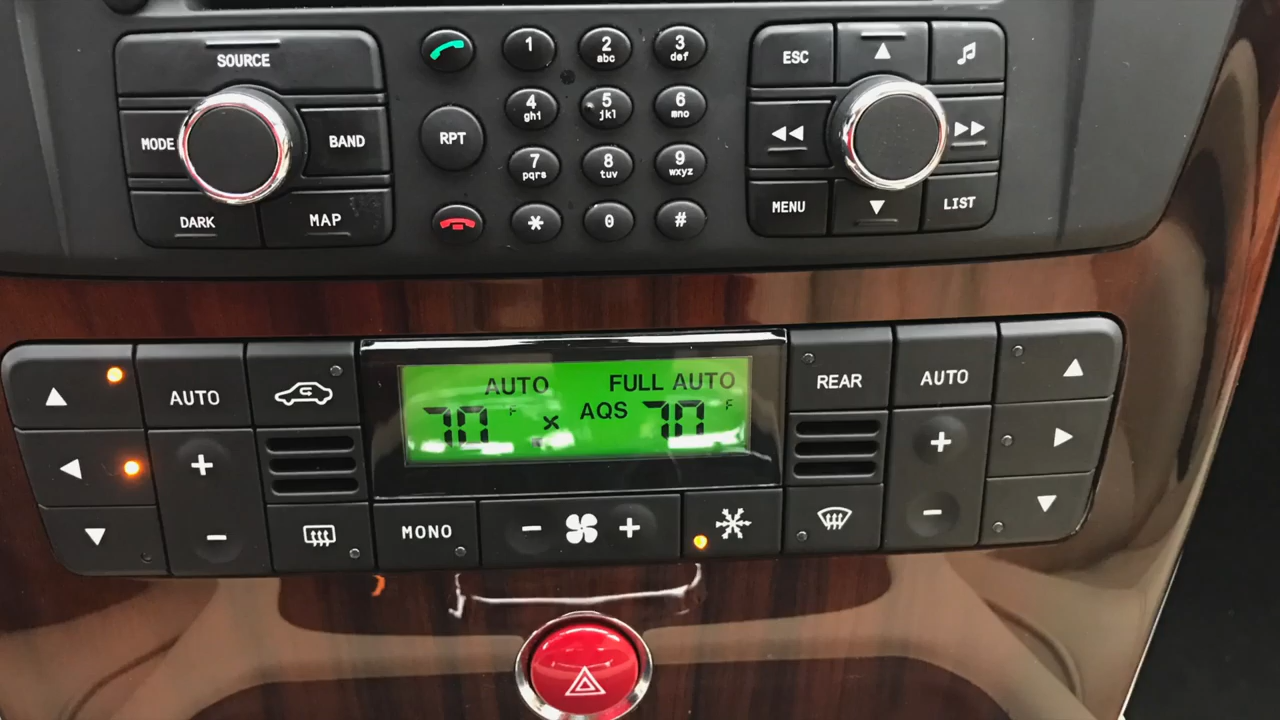 SOURCE
MODE BAND
DARK MAP
1 2 abc 3 def
4 ghi 5 jkl 6 mno
RPT
7 pqrs 8 tuv 9 wxyz
* 0 #
ESC
MENU LIST
AUTO
AUTO FULL AUTO
70 F AQS 70 F
REAR AUTO
+ +
- MONO - + -